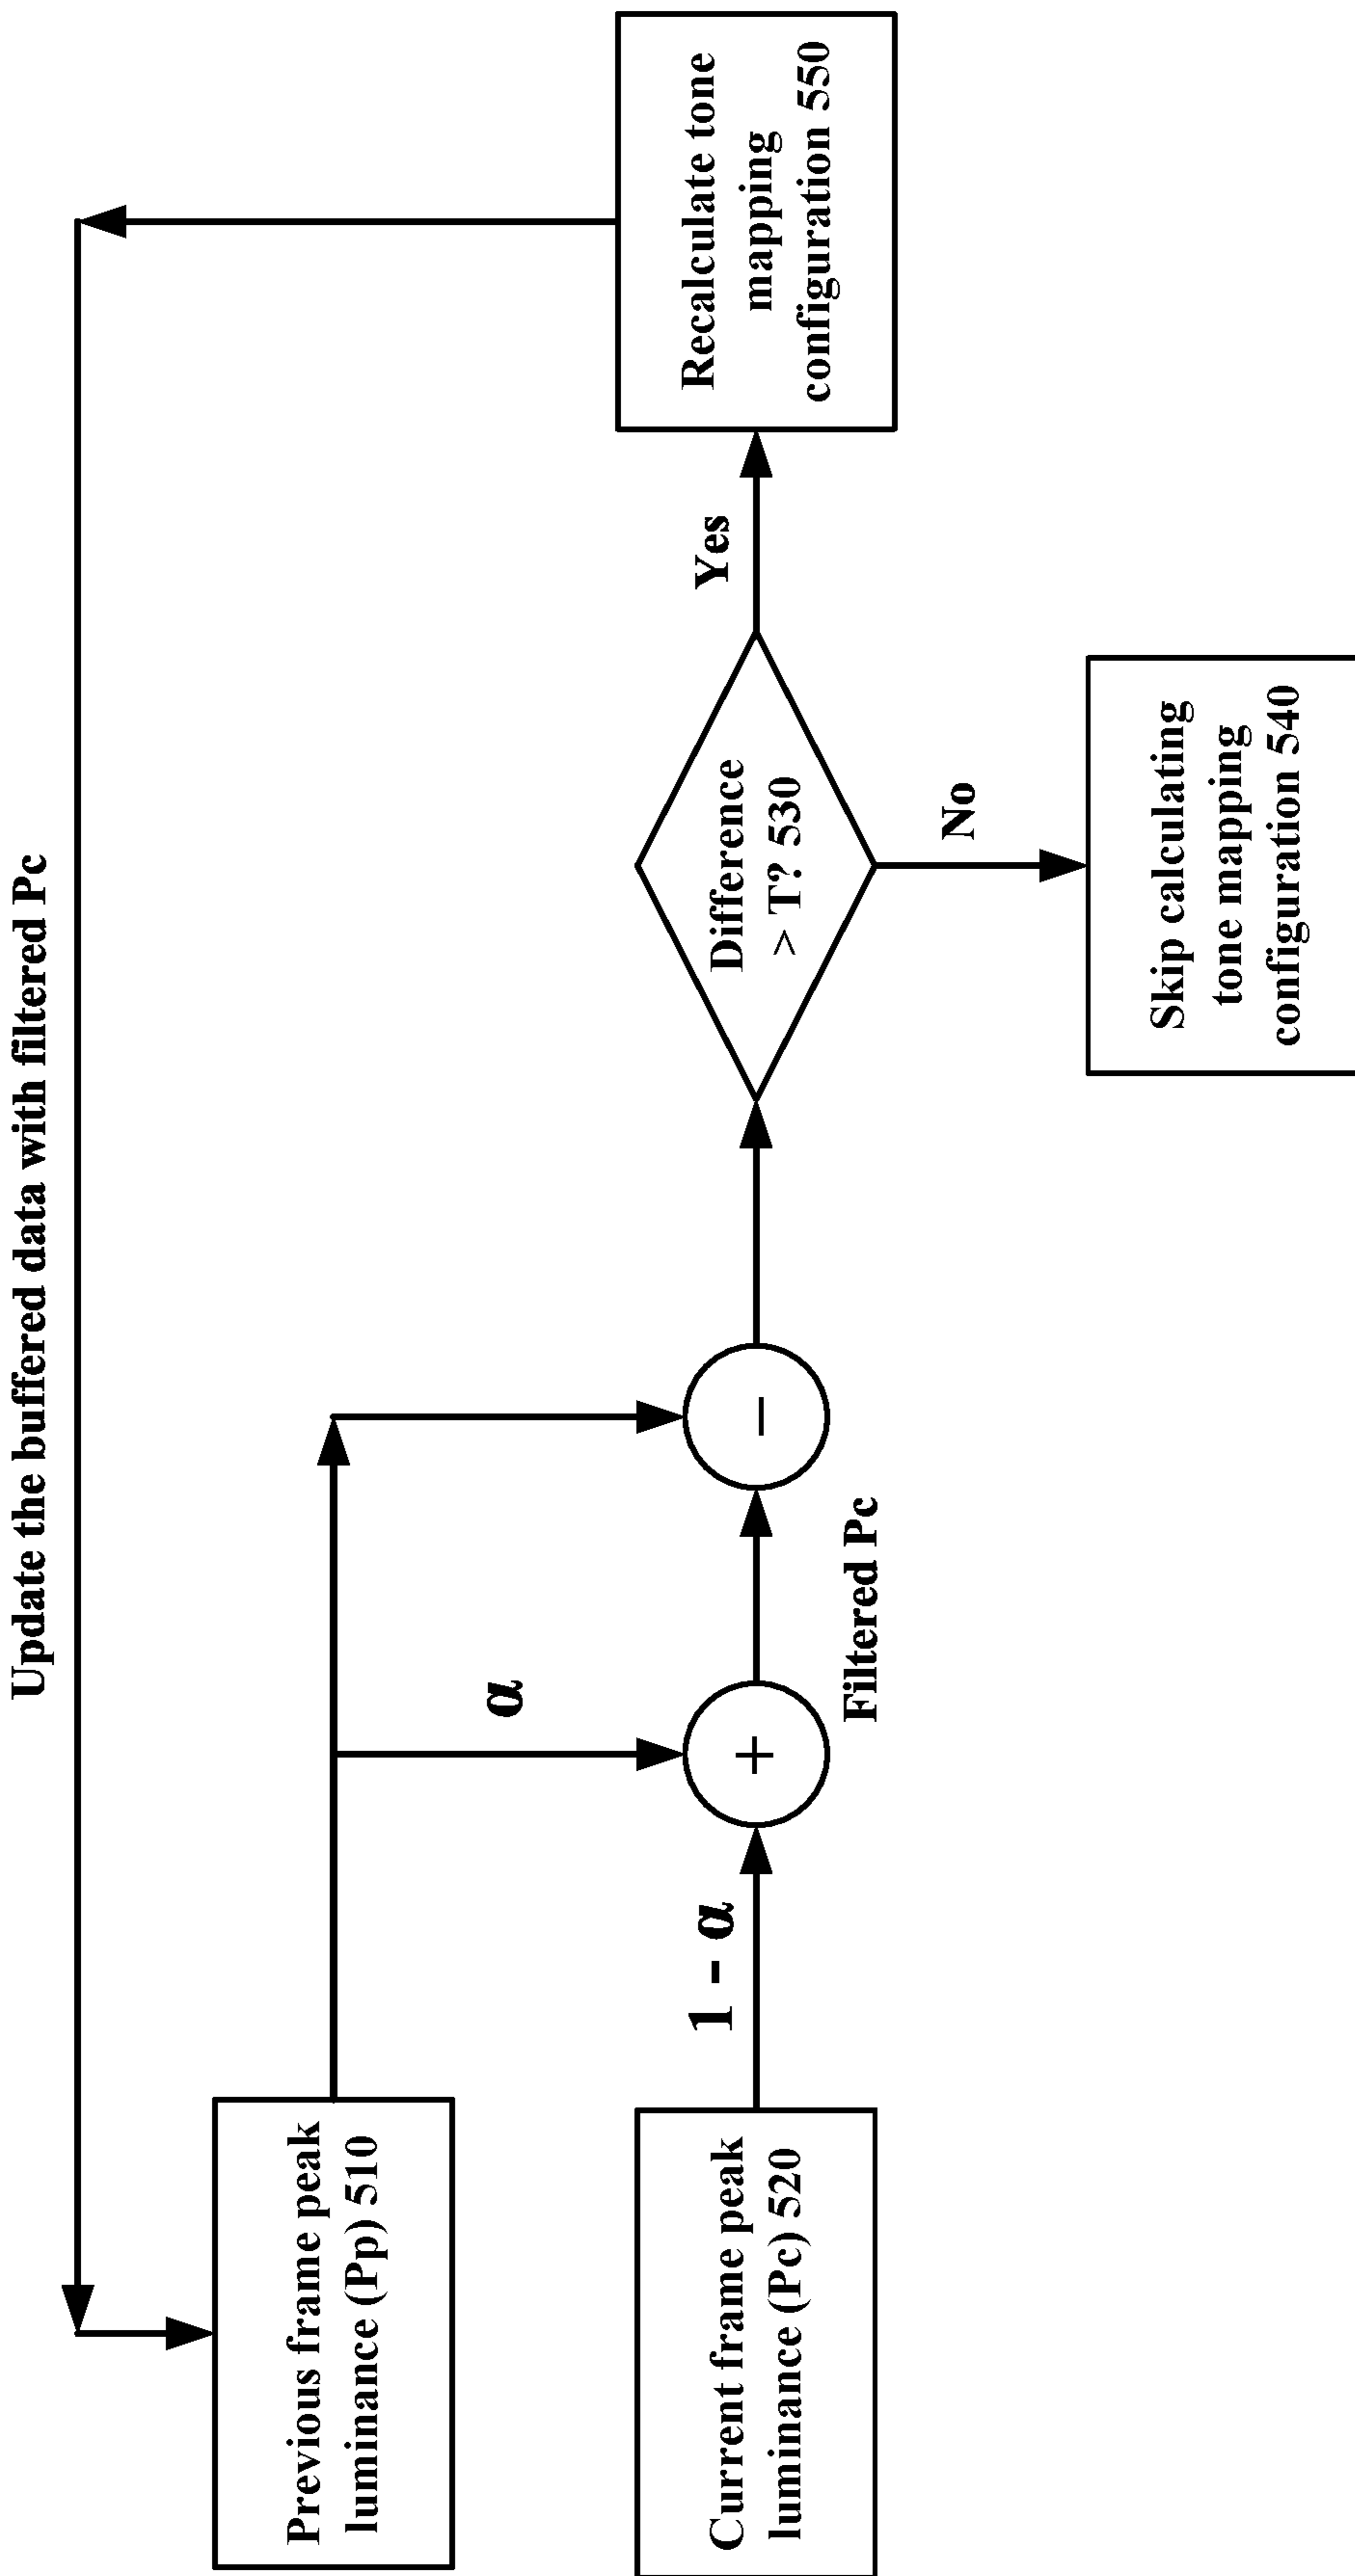 Update the buffered data with filtered Pc
Previous frame peak
luminance (Pp) 510
α
Current frame peak
luminance (Pc) 520
1 - α
+
Filtered Pc
−
Difference
> T? 530
Yes
No
Recalculate tone
mapping
configuration 550
Skip calculating
tone mapping
configuration 540